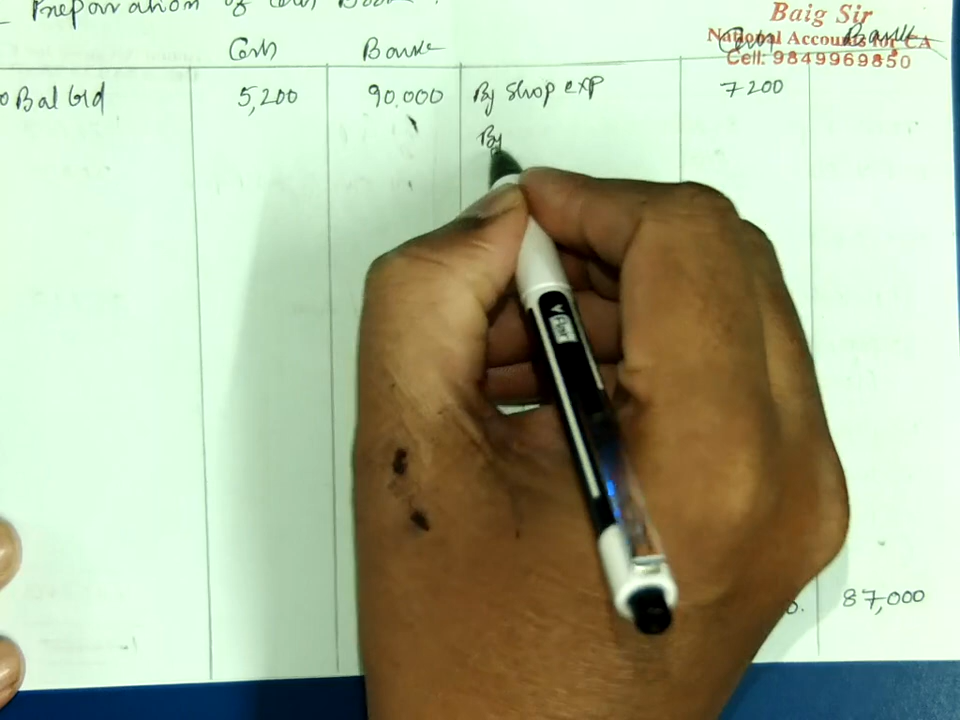 Preparation of Cash Book.
Baig Sir
National Accounts for CA
Cell: 9849969850
Cash Bank Cash Bank
o Bal b/d 5,200 90.000 By Shop exp 7200
By
87,000